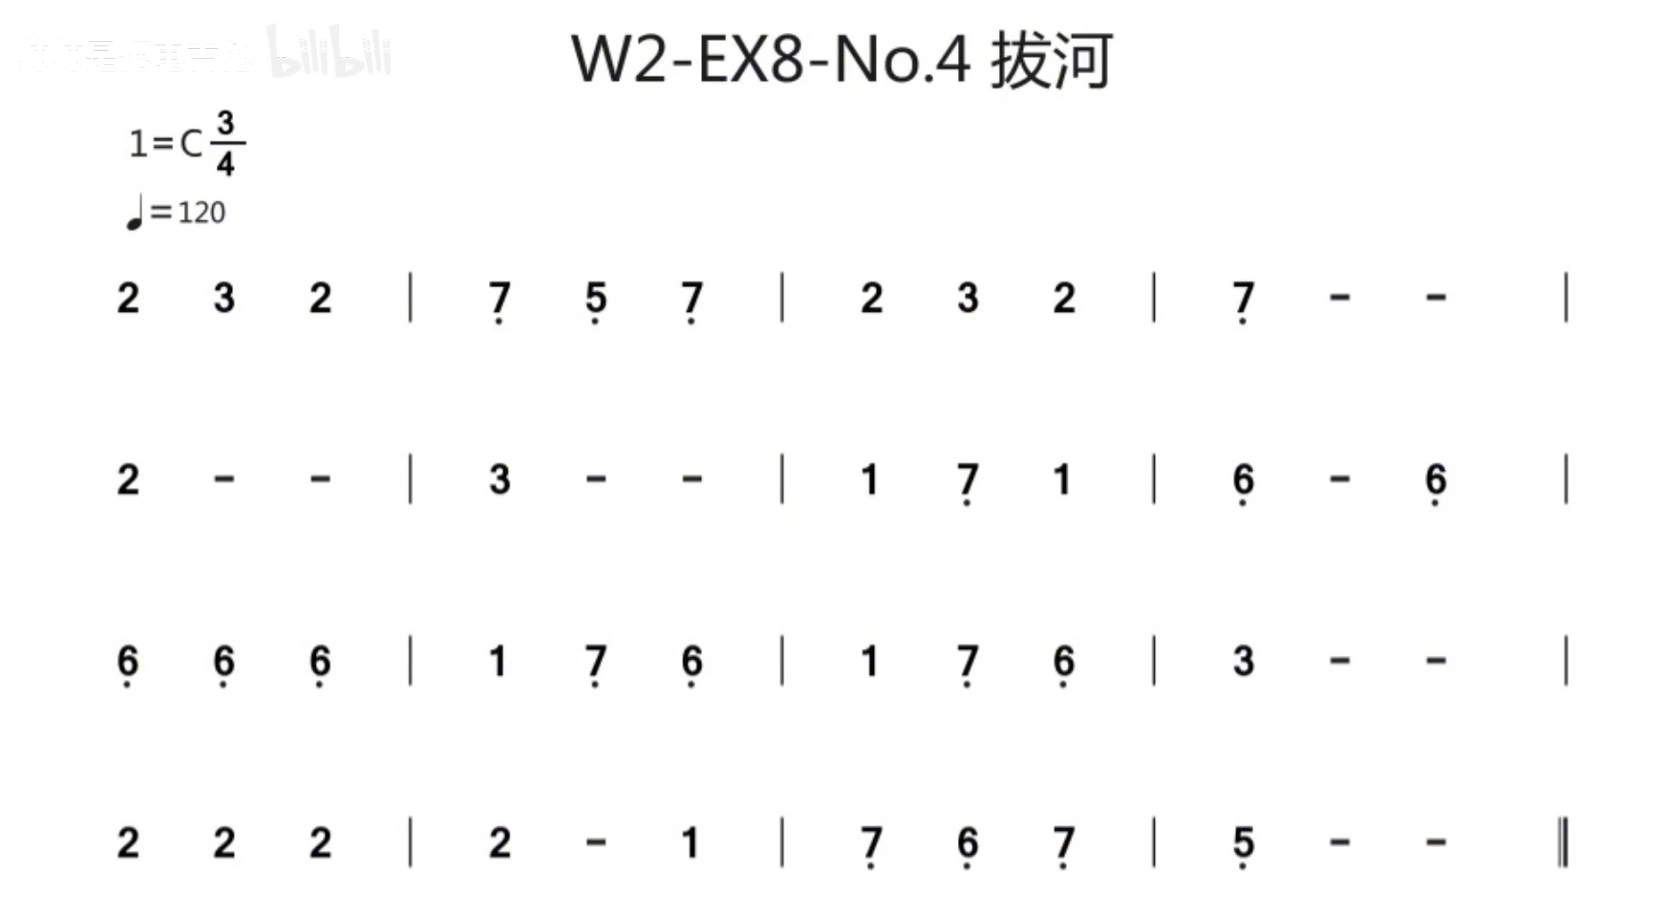 bilibili
W2-EX8-No.4 拔河
1=C 3/4
♩=120
2 3 2 | 7̣ 5̣ 7̣ | 2 3 2 | 7̣ - - |
2 - - | 3 - - | 1 7̣ 1 | 6̣ - 6̣ |
6̣ 6̣ 6̣ | 1 7̣ 6̣ | 1 7̣ 6̣ | 3 - - |
2 2 2 | 2 - 1 | 7̣ 6̣ 7̣ | 5̣ - - ‖